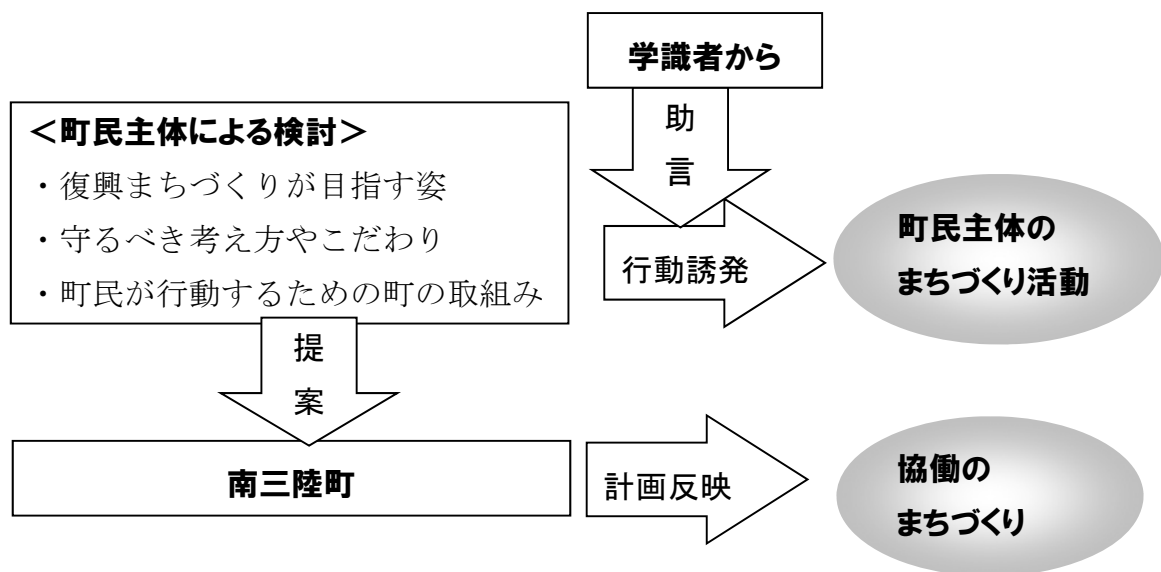 学識者から
助
言
＜町民主体による検討＞
・復興まちづくりが目指す姿
・守るべき考え方やこだわり
・町民が行動するための町の取組み
行動誘発
町民主体の
まちづくり活動
提
案
南三陸町
計画反映
協働の
まちづくり